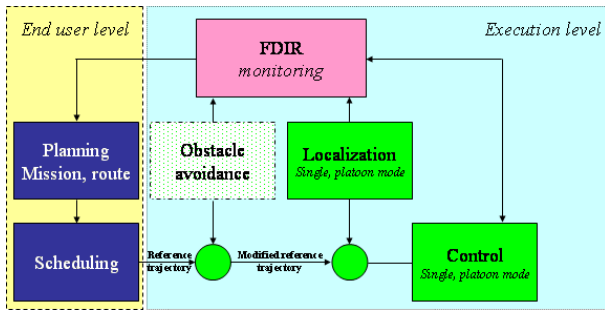 End user level
Execution level
FDIR
monitoring
Planning
Mission, route
Obstacle
avoidance
Localization
Single, platoon mode
Scheduling
Reference
trajectory
Modified reference
trajectory
Control
Single, platoon mode